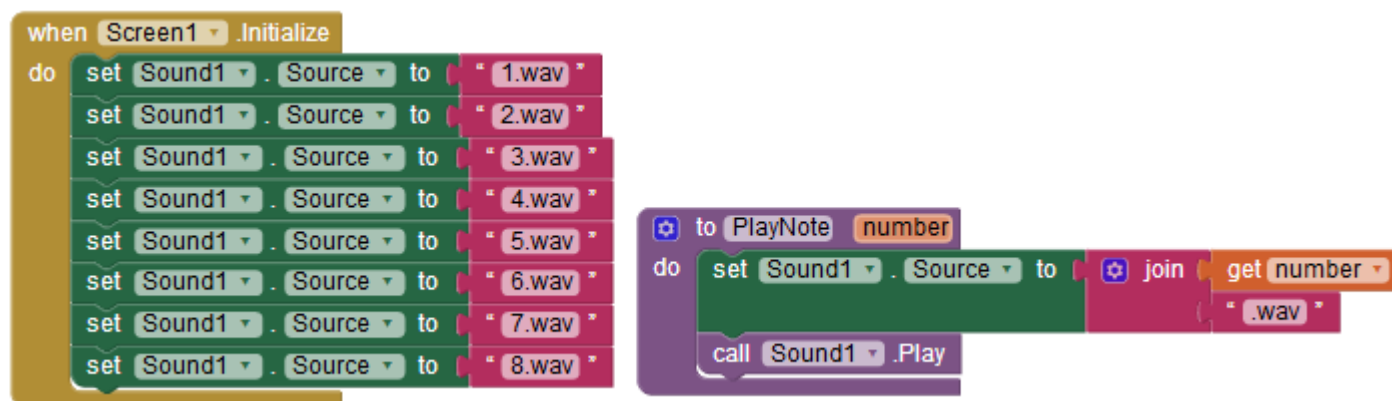 when Screen1 .Initialize
do set Sound1 . Source to " 1.wav "
set Sound1 . Source to " 2.wav "
set Sound1 . Source to " 3.wav "
set Sound1 . Source to " 4.wav "
set Sound1 . Source to " 5.wav "
set Sound1 . Source to " 6.wav "
set Sound1 . Source to " 7.wav "
set Sound1 . Source to " 8.wav "
to PlayNote number
do set Sound1 . Source to join get number
" .wav "
call Sound1 .Play